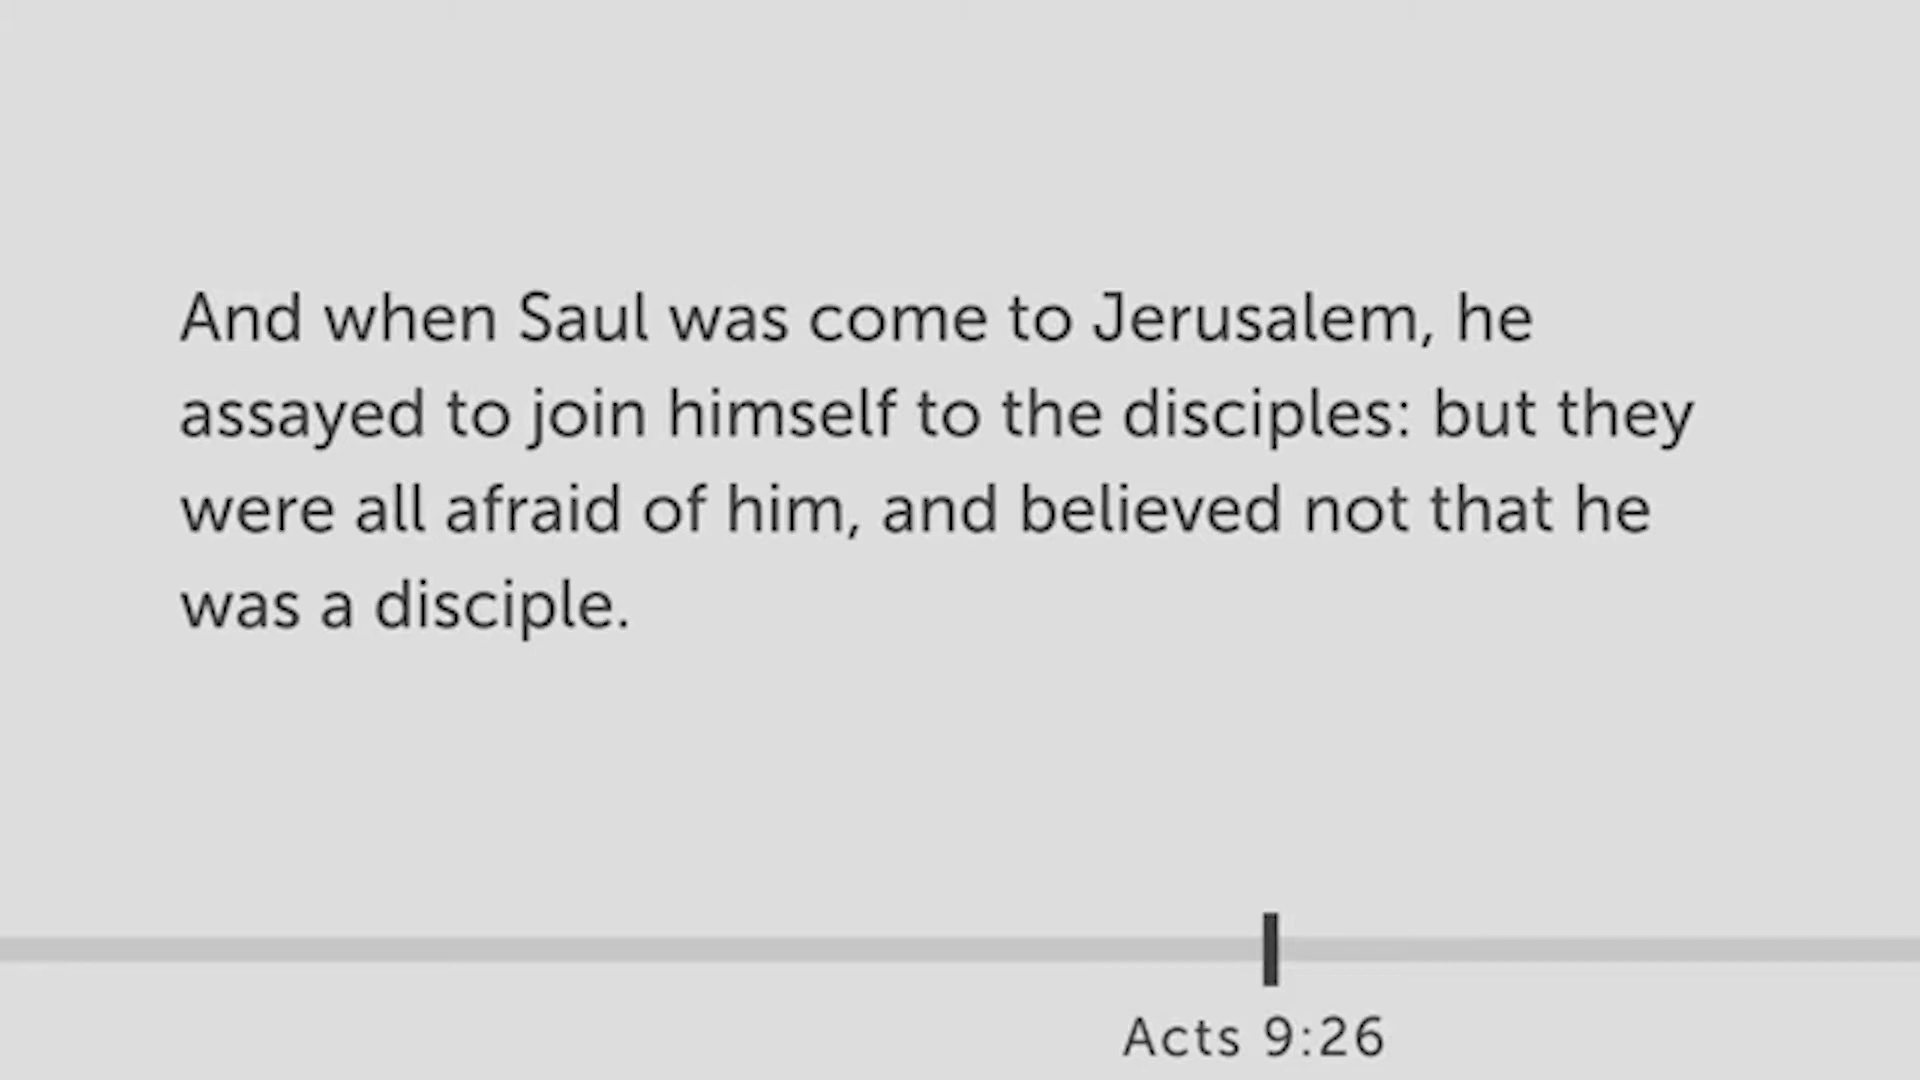 And when Saul was come to Jerusalem, he
assayed to join himself to the disciples: but they
were all afraid of him, and believed not that he
was a disciple.
Acts 9:26